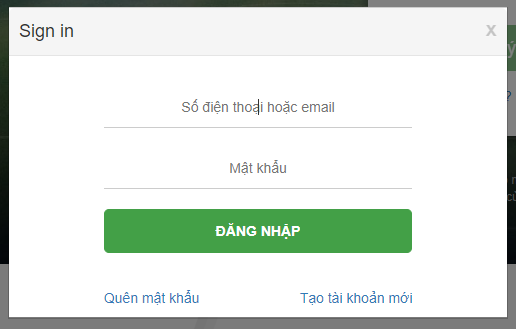 Sign in
x
Số điện thoại hoặc email
Mật khẩu
ĐĂNG NHẬP
Quên mật khẩu
Tạo tài khoản mới